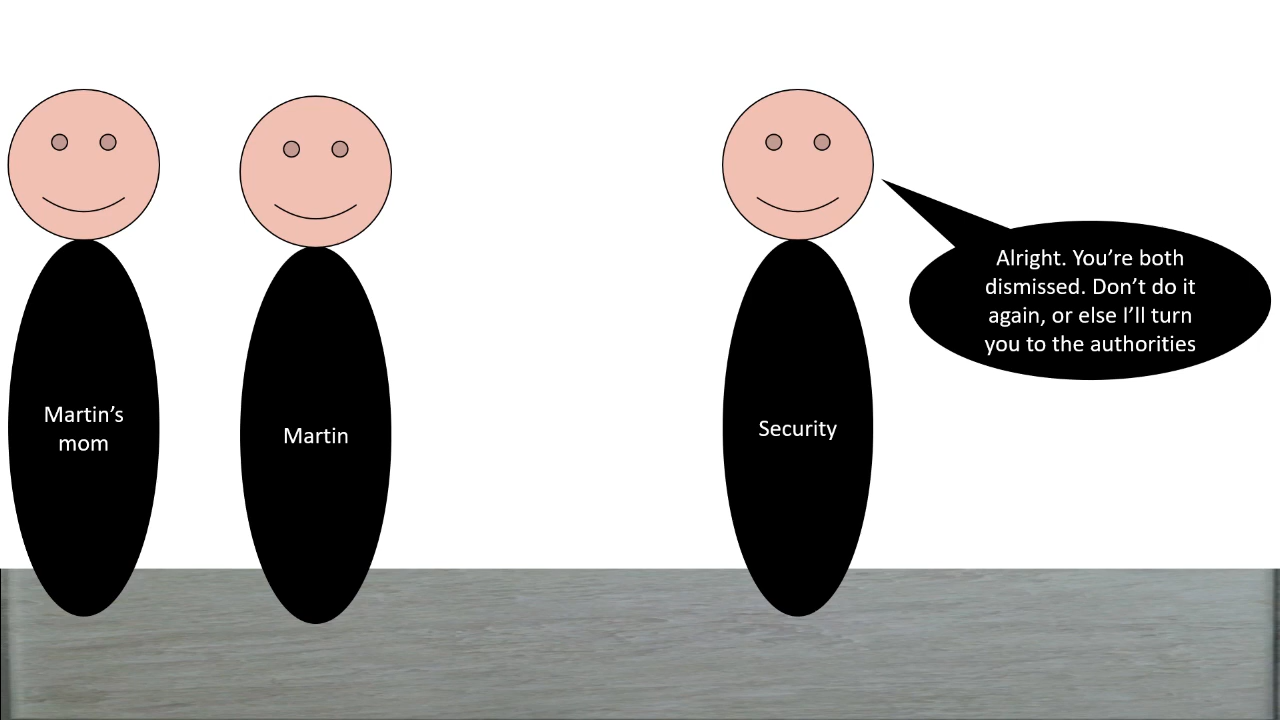 Alright. You’re both
dismissed. Don’t do it
again, or else I’ll turn
you to the authorities
Martin’s
mom
Martin
Security